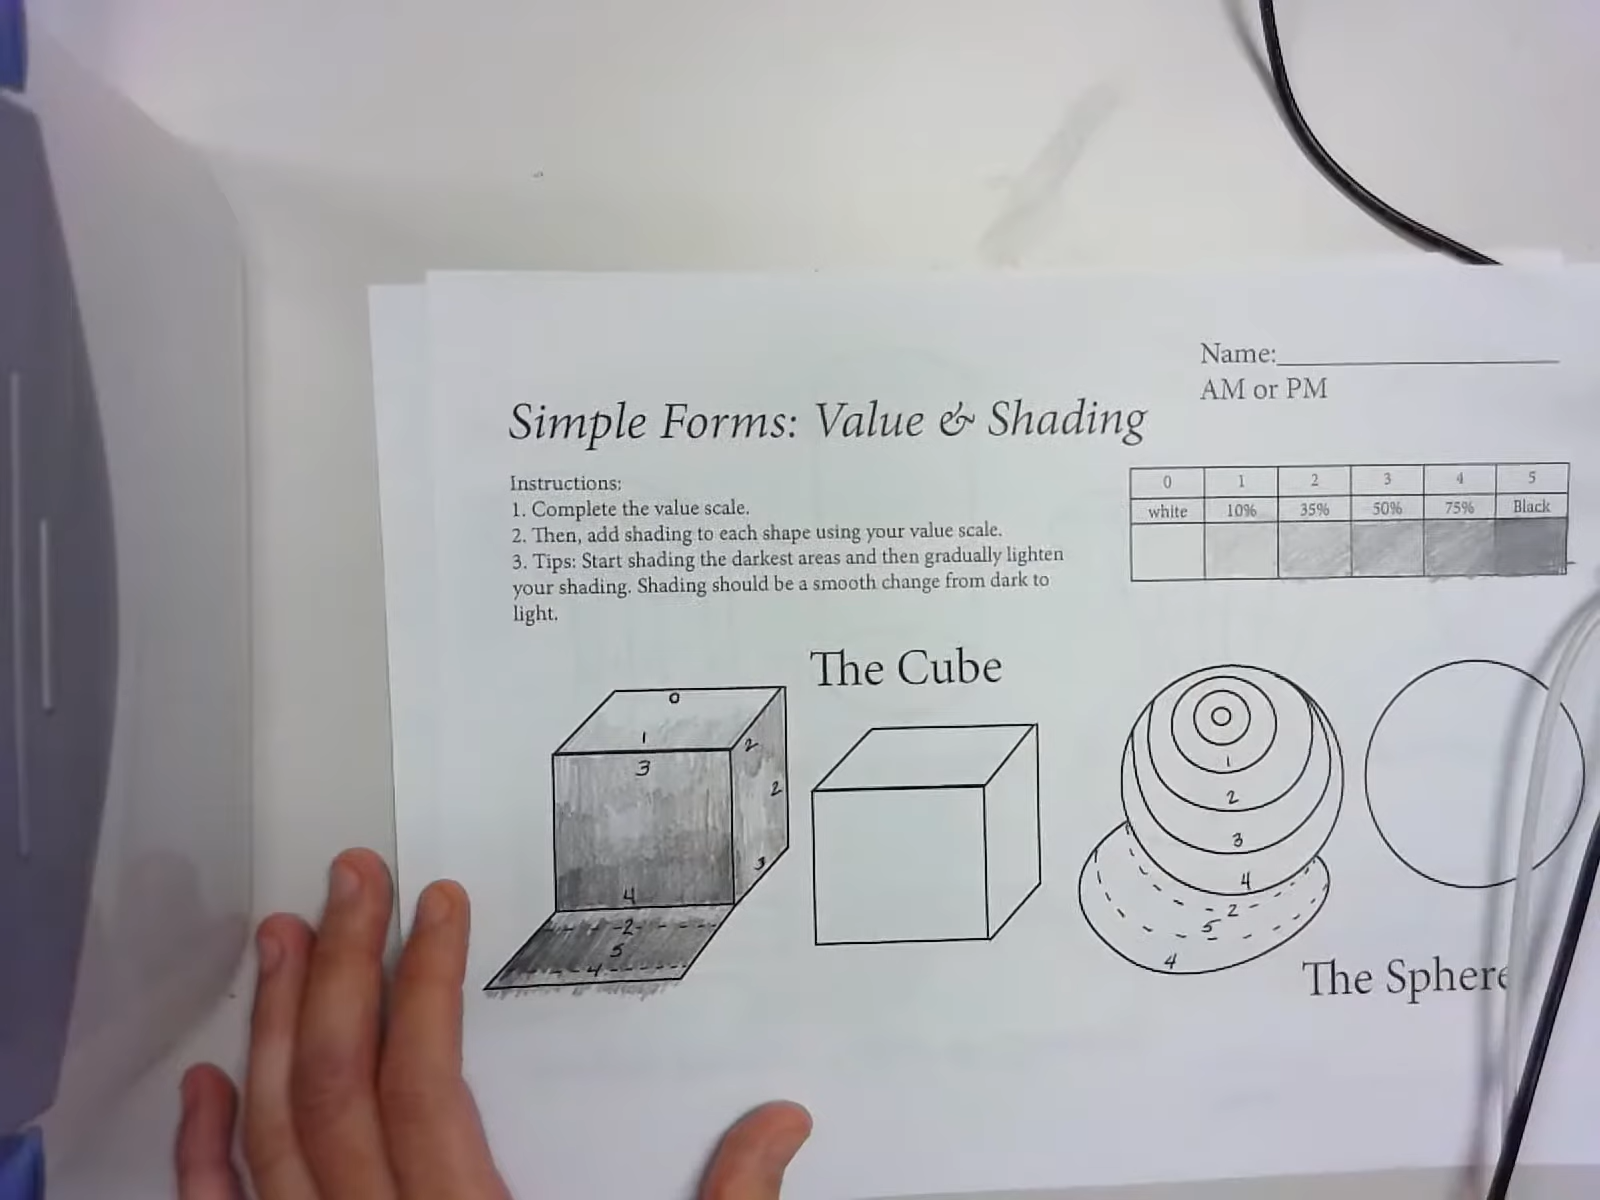 Name:
AM or PM
Simple Forms: Value & Shading
Instructions:
1. Complete the value scale.
2. Then, add shading to each shape using your value scale.
3. Tips: Start shading the darkest areas and then gradually lighten
your shading. Shading should be a smooth change from dark to
light.
0 1 2 3 4 5
white 10% 35% 50% 75% Black
The Cube
0
1
3
2
2
3
4
2
5
4
1
2
3
4
2
5
4
The Sphere